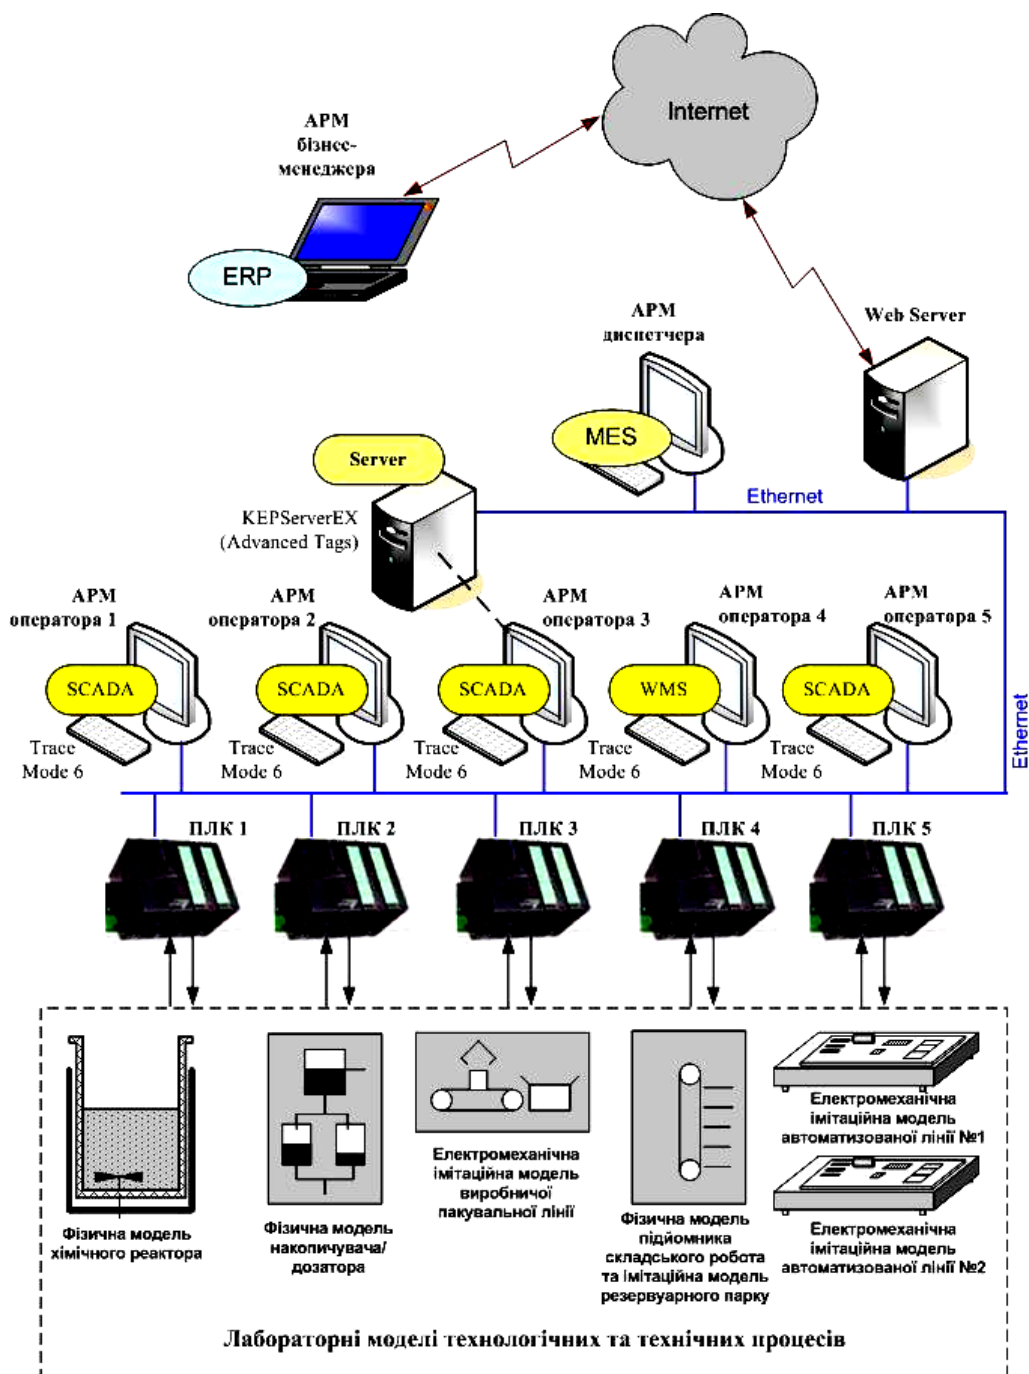 Internet
АРМ
бізнес-
менеджера
ERP
АРМ
диспетчера
Web Server
MES
Server
Ethernet
KEPServerEX
(Advanced Tags)
АРМ
оператора 1
АРМ
оператора 2
АРМ
оператора 3
АРМ
оператора 4
АРМ
оператора 5
SCADA
SCADA
SCADA
WMS
SCADA
Ethernet
Trace
Mode 6
Trace
Mode 6
Trace
Mode 6
Trace
Mode 6
Trace
Mode 6
ПЛК 1
ПЛК 2
ПЛК 3
ПЛК 4
ПЛК 5
Фізична модель
хімічного реактора
Фізична модель
накопичувача/
дозатора
Електромеханічна
імітаційна модель
виробничої
пакувальної лінії
Фізична модель
підйомника
складського робота
та імітаційна модель
резервуарного парку
Електромеханічна
імітаційна модель
автоматизованої лінії №1
Електромеханічна
імітаційна модель
автоматизованої лінії №2
Лабораторні моделі технологічних та технічних процесів